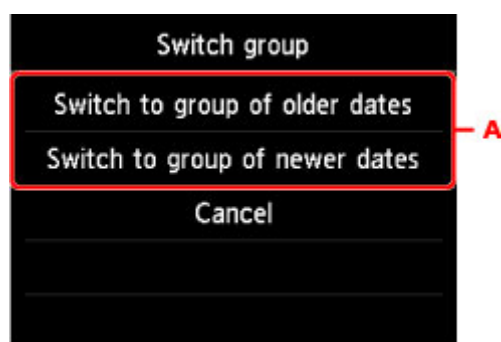 Switch group
Switch to group of older dates
A
Switch to group of newer dates
Cancel